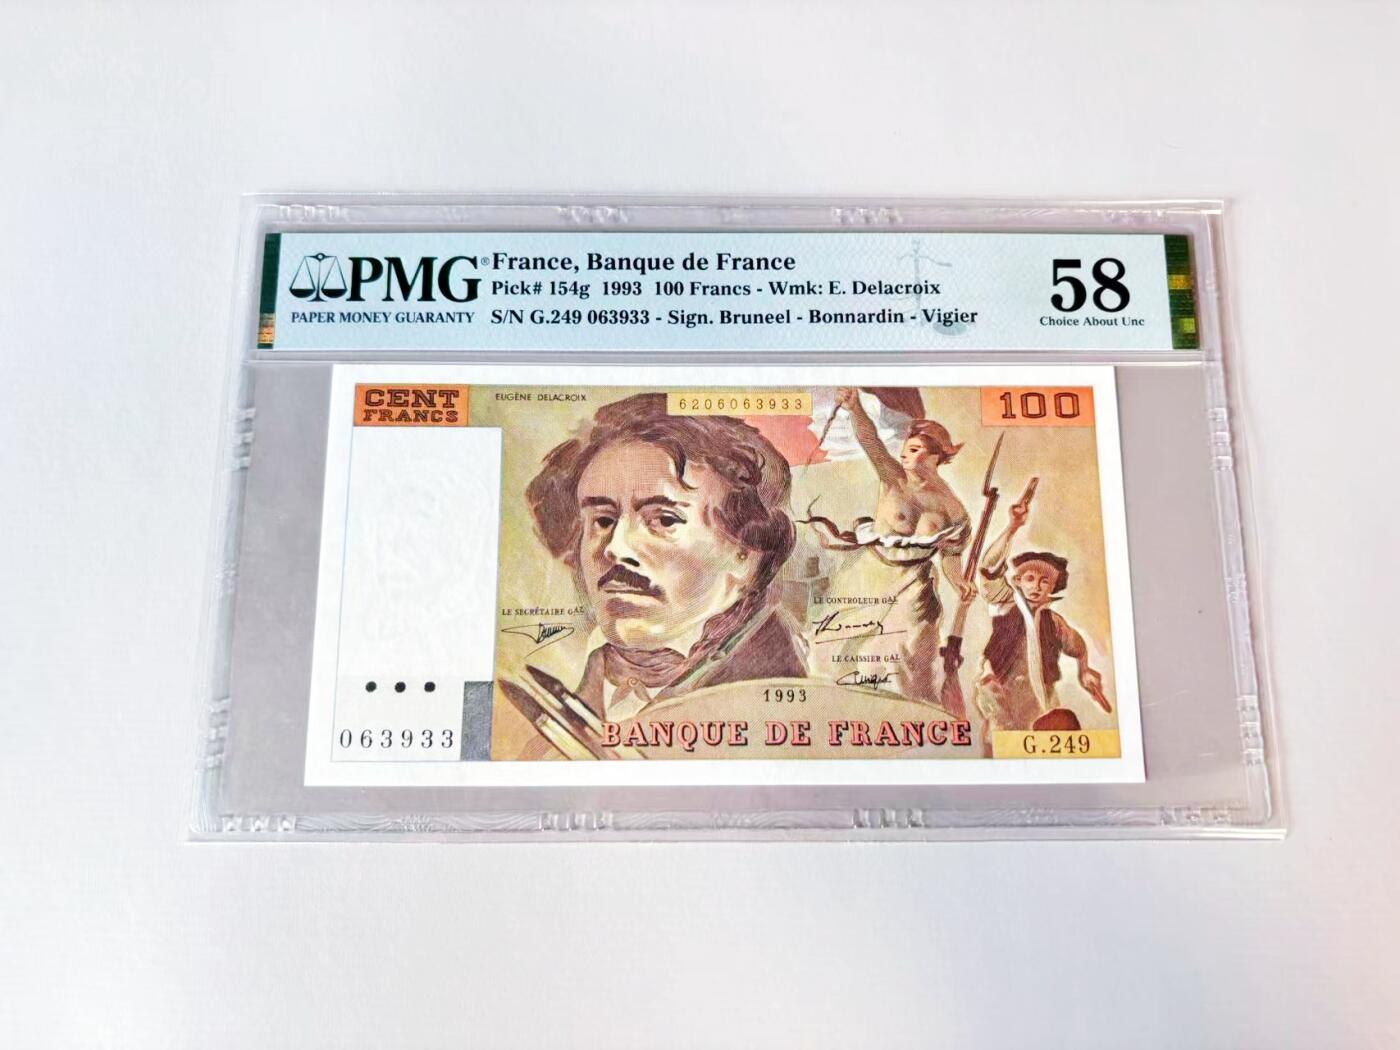 PMG®
PAPER MONEY GUARANTY
France, Banque de France
Pick# 154g 1993 100 Francs - Wmk: E. Delacroix
S/N G.249 063933 - Sign. Bruneel - Bonnardin - Vigier
58
Choice About Unc
CENT
FRANCS
EUGÈNE DELACROIX
6206063933
100
LE SECRÉTAIRE GAL
LE CONTROLEUR GAL
LE CAISSIER GAL
1993
063933
BANQUE DE FRANCE
G.249